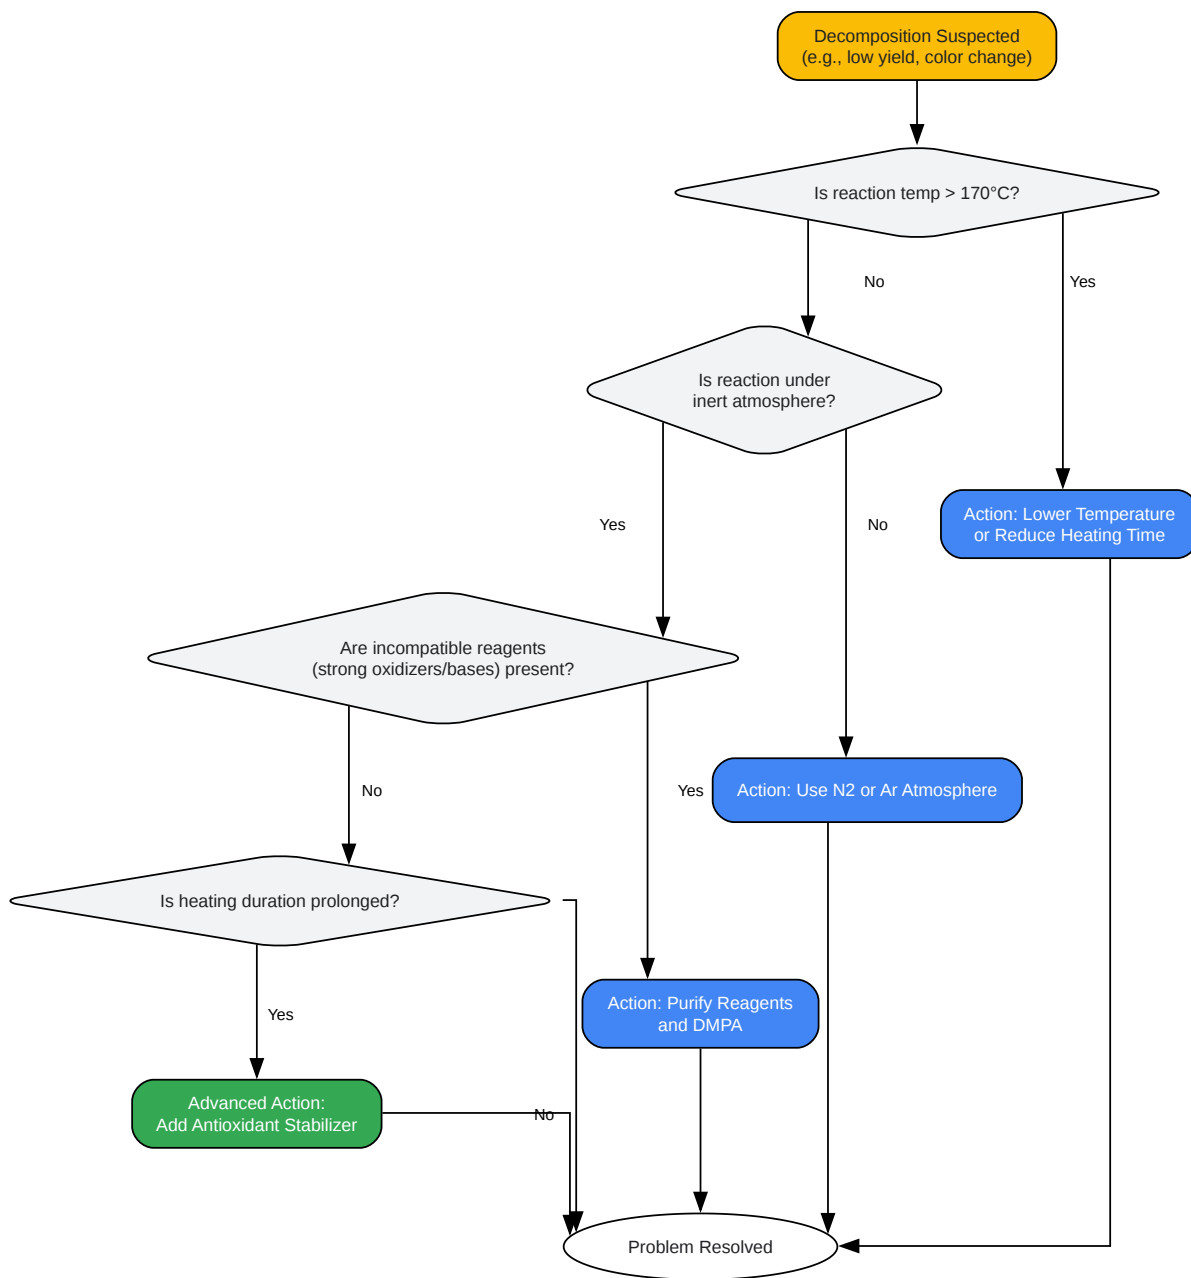 Decomposition Suspected
(e.g., low yield, color change)
Is reaction temp > 170°C?
No
Yes
Is reaction under
inert atmosphere?
Yes
No
Action: Lower Temperature
or Reduce Heating Time
Are incompatible reagents
(strong oxidizers/bases) present?
No
Yes
Action: Use N2 or Ar Atmosphere
Is heating duration prolonged?
Yes
Action: Purify Reagents
and DMPA
Advanced Action:
Add Antioxidant Stabilizer
No
Problem Resolved